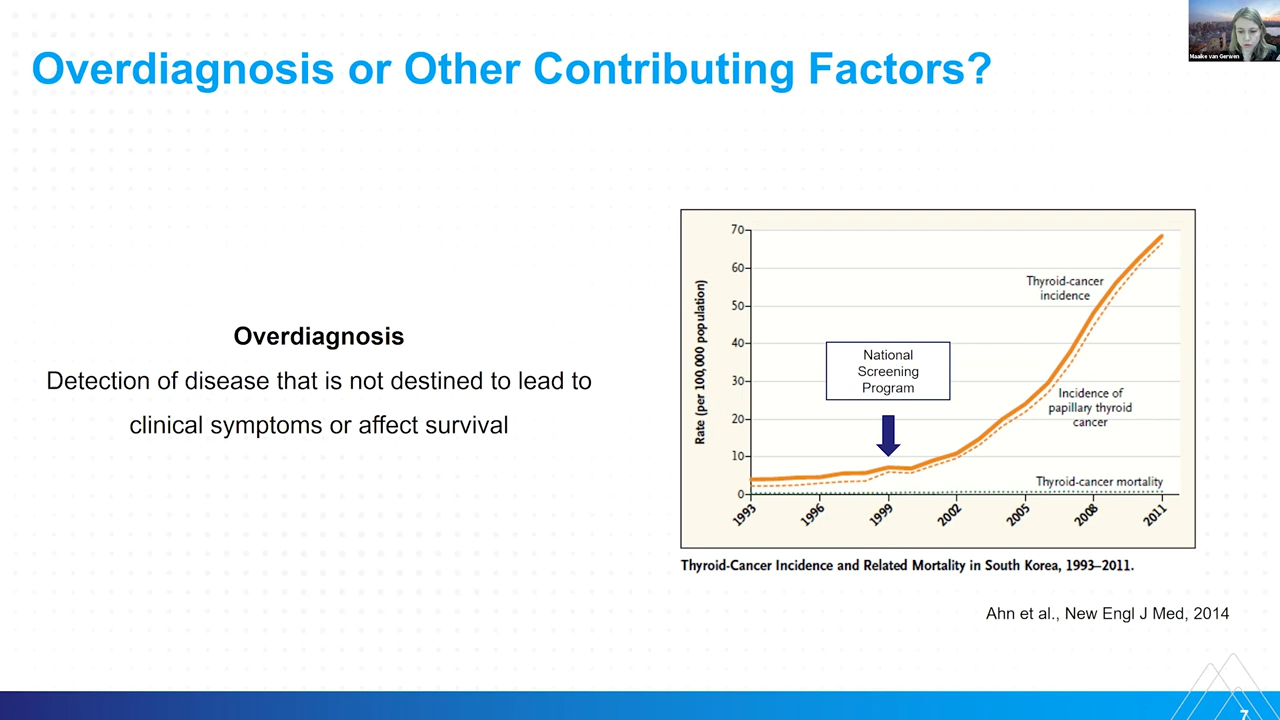 Overdiagnosis or Other Contributing Factors?
Maaike van Gerwen
Overdiagnosis
Detection of disease that is not destined to lead to
clinical symptoms or affect survival
Rate (per 100,000 population)
70
60
50
40
30
20
10
0
1993
1996
1999
2002
2005
2008
2011
National
Screening
Program
Thyroid-cancer
incidence
Incidence of
papillary thyroid
cancer
Thyroid-cancer mortality
Thyroid-Cancer Incidence and Related Mortality in South Korea, 1993–2011.
Ahn et al., New Engl J Med, 2014
7